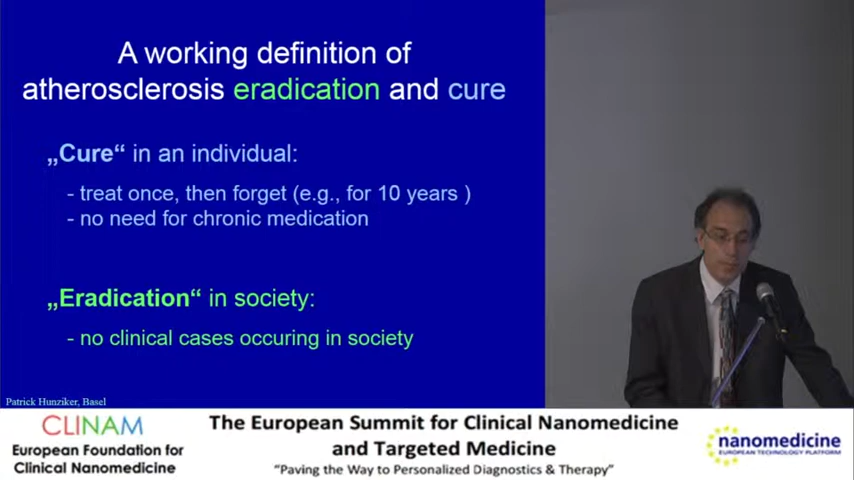 A working definition of
atherosclerosis eradication and cure
„Cure“ in an individual:
- treat once, then forget (e.g., for 10 years )
- no need for chronic medication
„Eradication“ in society:
- no clinical cases occuring in society
Patrick Hunziker, Basel
CLINAM
European Foundation for
Clinical Nanomedicine
The European Summit for Clinical Nanomedicine
and Targeted Medicine
“Paving the Way to Personalized Diagnostics & Therapy”
nanomedicine
EUROPEAN TECHNOLOGY PLATFORM